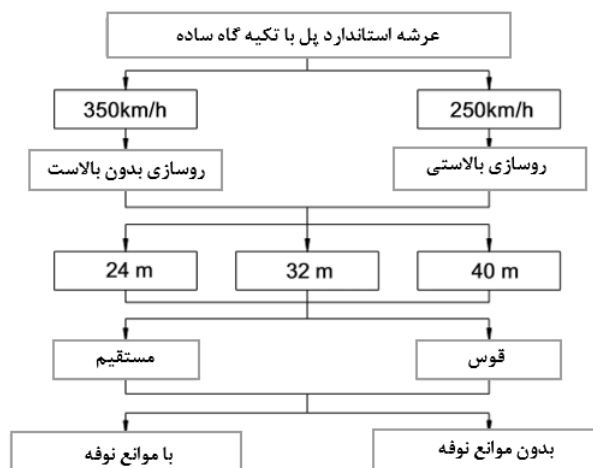 عرشه استاندارد پل با تکیه گاه ساده
350km/h
250km/h
روسازی بدون بالاست
روسازی بالاستی
24 m
32 m
40 m
مستقیم
قوس
با موانع نوفه
بدون موانع نوفه